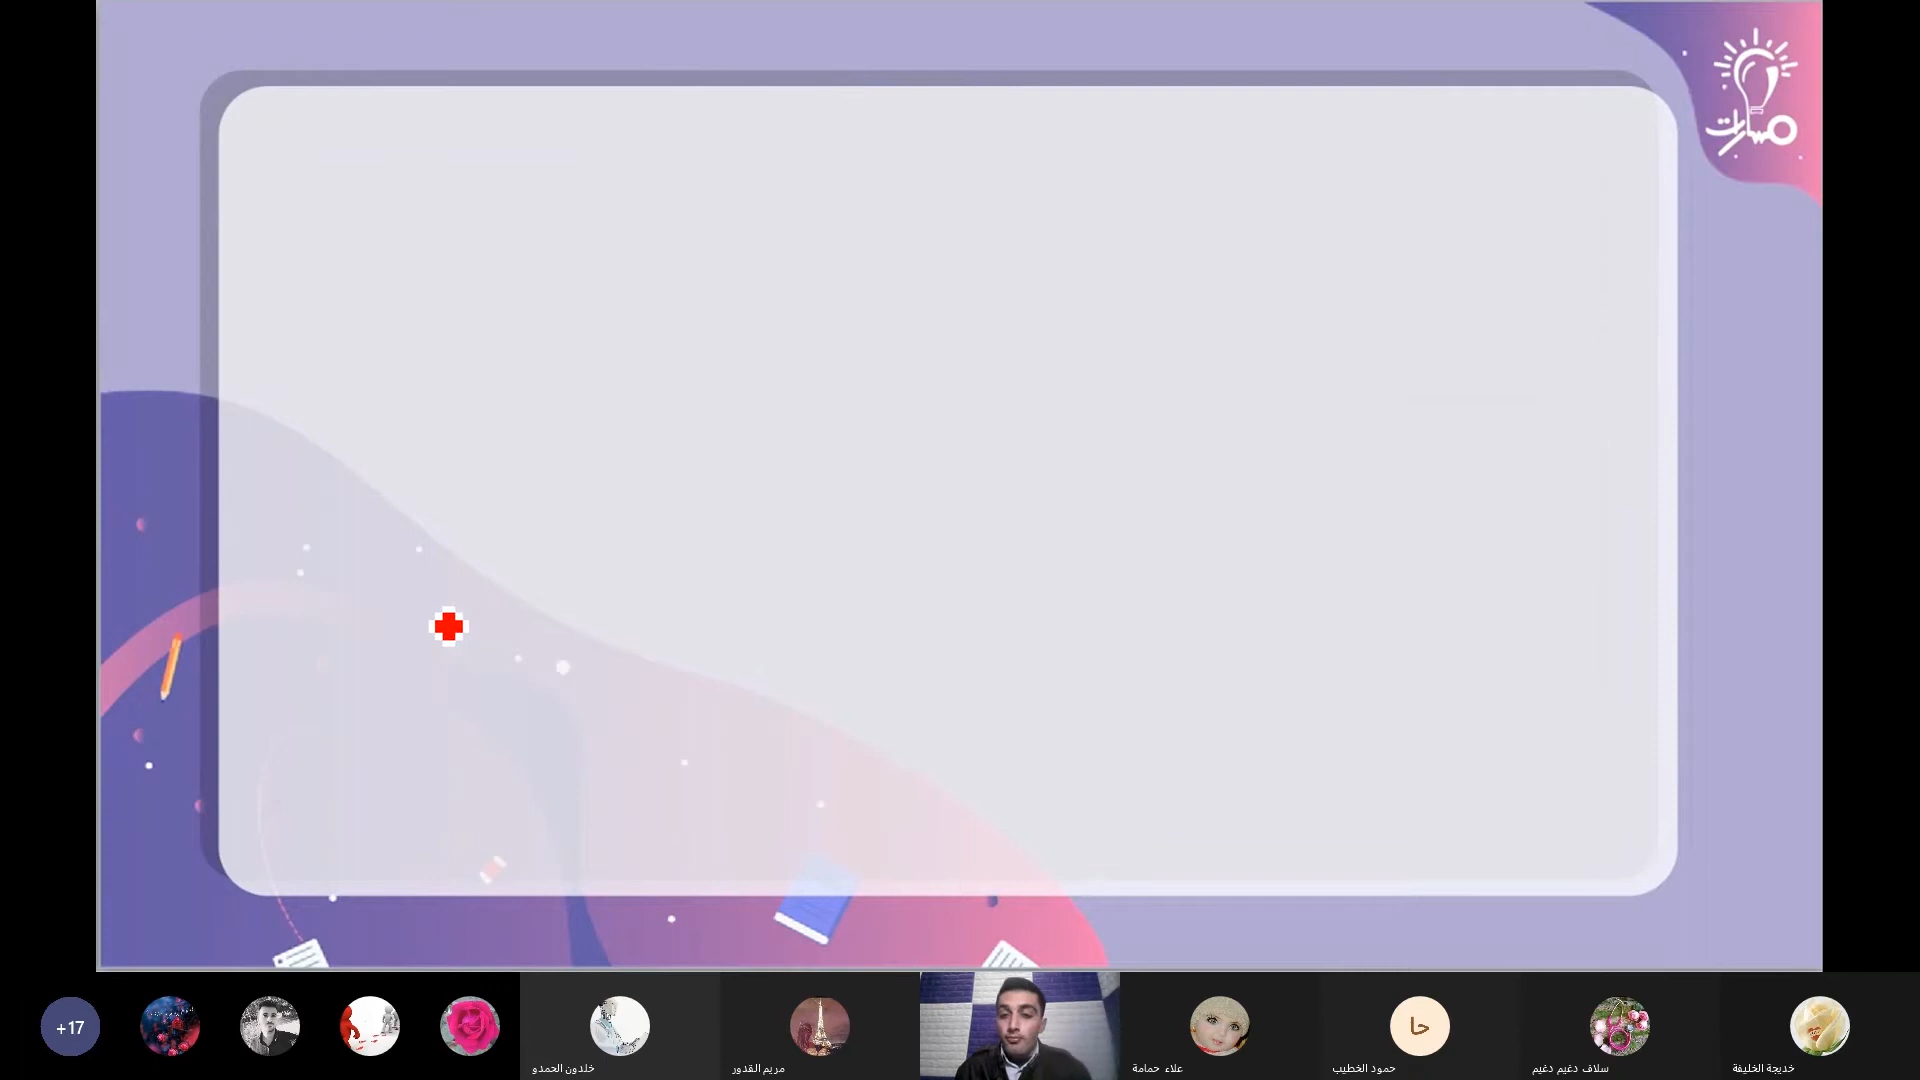 مسارات
+17
خلدون الحمدو
مريم القدور
علاء حمامة
حا
حمود الخطيب
سلاف دغيم دغيم
خديجة الخليفة